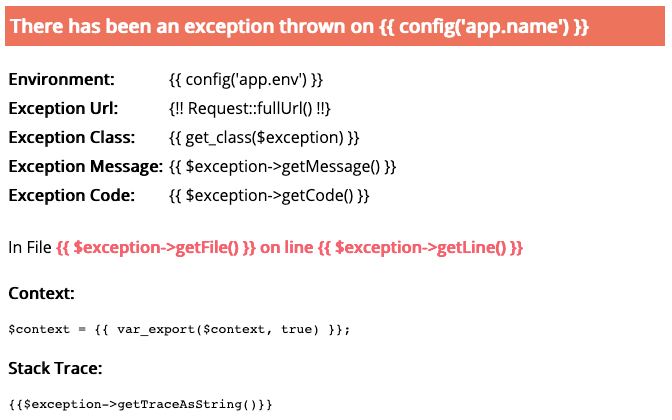 There has been an exception thrown on {{ config('app.name') }}
Environment: {{ config('app.env') }}
Exception Url: {!! Request::fullUrl() !!}
Exception Class: {{ get_class($exception) }}
Exception Message: {{ $exception->getMessage() }}
Exception Code: {{ $exception->getCode() }}
In File {{ $exception->getFile() }} on line {{ $exception->getLine() }}
Context:
$context = {{ var_export($context, true) }};
Stack Trace:
{{$exception->getTraceAsString()}}